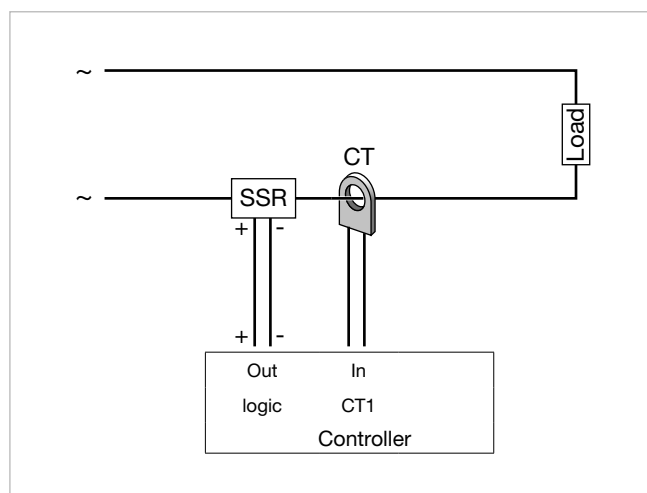 ~
Load
CT
~ SSR
+ -
+ -
Out In
logic CT1
Controller